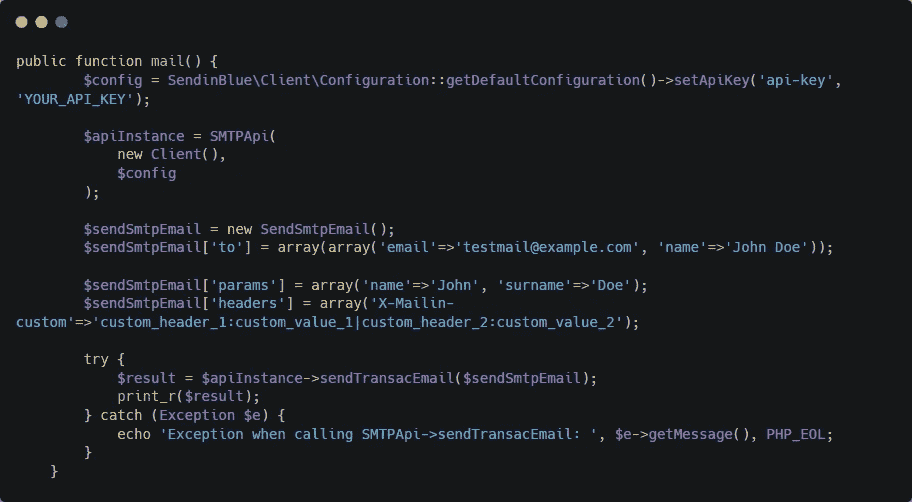 public function mail() {
        $config = SendinBlue\Client\Configuration::getDefaultConfiguration()->setApiKey('api-key',
'YOUR_API_KEY');

        $apiInstance = SMTPApi(
            new Client(),
            $config
        );

        $sendSmtpEmail = new SendSmtpEmail();
        $sendSmtpEmail['to'] = array(array('email'=>'testmail@example.com', 'name'=>'John Doe'));

        $sendSmtpEmail['params'] = array('name'=>'John', 'surname'=>'Doe');
        $sendSmtpEmail['headers'] = array('X-Mailin-
custom'=>'custom_header_1:custom_value_1|custom_header_2:custom_value_2');

        try {
            $result = $apiInstance->sendTransacEmail($sendSmtpEmail);
            print_r($result);
        } catch (Exception $e) {
            echo 'Exception when calling SMTPApi->sendTransacEmail: ', $e->getMessage(), PHP_EOL;
        }
    }